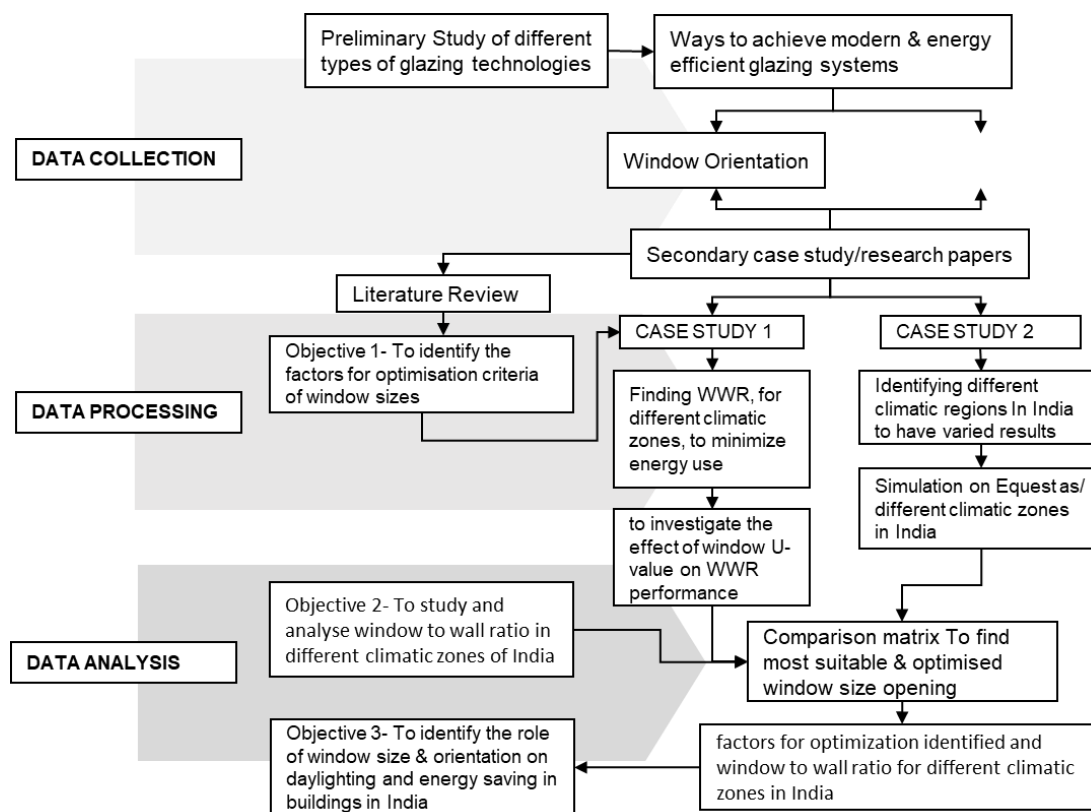 Preliminary Study of different
types of glazing technologies
Ways to achieve modern & energy
efficient glazing systems
DATA COLLECTION
Window Orientation
Secondary case study/research papers
Literature Review
CASE STUDY 1
CASE STUDY 2
Objective 1- To identify the
factors for optimisation criteria
of window sizes
DATA PROCESSING
Finding WWR, for
different climatic
zones, to minimize
energy use
Identifying different
climatic regions In India
to have varied results
Simulation on Equest as/
different climatic zones
in India
to investigate the
effect of window U-
value on WWR
performance
Objective 2- To study and
analyse window to wall ratio in
different climatic zones of India
DATA ANALYSIS
Comparison matrix To find
most suitable & optimised
window size opening
Objective 3- To identify the role
of window size & orientation on
daylighting and energy saving in
buildings in India
factors for optimization identified and
window to wall ratio for different climatic
zones in India